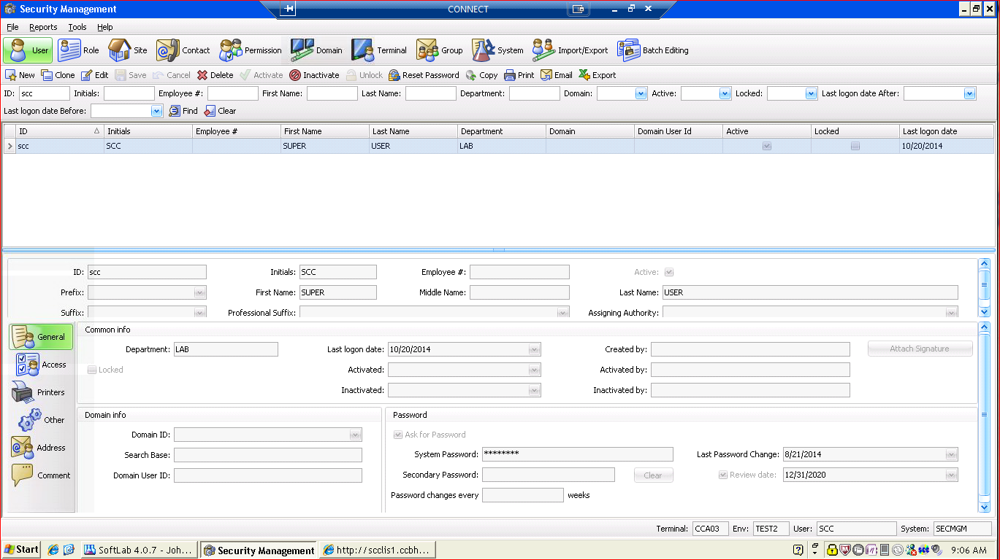 Security Management CONNECT
File Reports Tools Help
User Role Site Contact Permission Domain Terminal Group System Import/Export Batch Editing
New Clone Edit Save Cancel Delete Activate Inactivate Unlock Reset Password Copy Print Email Export
ID: scc Initials: Employee #: First Name: Last Name: Department: Domain: Active: Locked: Last logon date After:
Last logon date Before: Find Clear
ID Initials Employee # First Name Last Name Department Domain Domain User Id Active Locked Last logon date
scc SCC SUPER USER LAB 10/20/2014
ID: scc Initials: SCC Employee #: Active:
Prefix: First Name: SUPER Middle Name: Last Name: USER
Suffix: Professional Suffix: Assigning Authority:
General
Access
Printers
Other
Address
Comment
Common info
Department: LAB Last logon date: 10/20/2014 Created by: Attach Signature
Locked Activated: Activated by:
Inactivated: Inactivated by:
Domain info
Domain ID:
Search Base:
Domain User ID:
Password
Ask for Password
System Password: ******** Last Password Change: 8/21/2014
Secondary Password: Clear Review date: 12/31/2020
Password changes every weeks
Terminal: CCA03 Env: TEST2 User: SCC System: SECMGM
Start SoftLab 4.0.7 - Joh... Security Management http://scclis1.ccbh... scc 9:06 AM